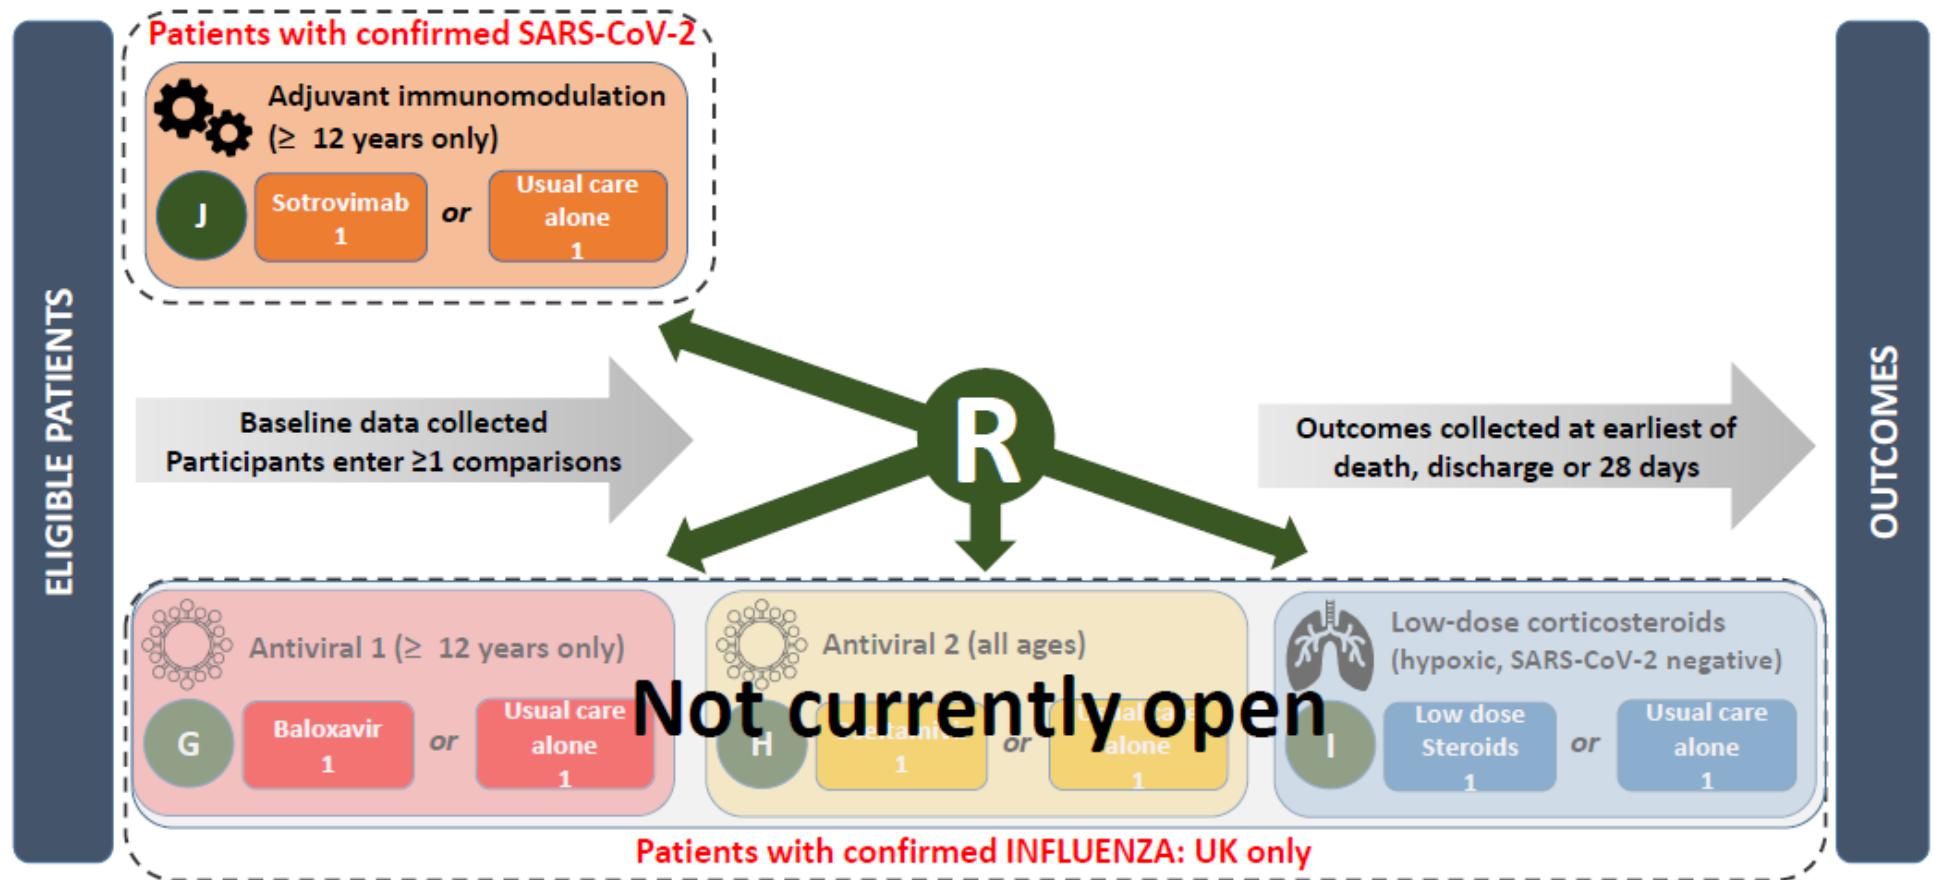 ELIGIBLE PATIENTS
Patients with confirmed SARS-CoV-2
Adjuvant immunomodulation
(≥ 12 years only)
J
Sotrovimab
1
or
Usual care
alone
1
Baseline data collected
Participants enter ≥1 comparisons
R
Outcomes collected at earliest of
death, discharge or 28 days
Antiviral 1 (≥ 12 years only)
G
Baloxavir
1
or
Usual care
alone
1
Antiviral 2 (all ages)
Not currently open
H
1
or
Usual care
alone
1
Low-dose corticosteroids
(hypoxic, SARS-CoV-2 negative)
I
Low dose
Steroids
1
or
Usual care
alone
1
Patients with confirmed INFLUENZA: UK only
OUTCOMES